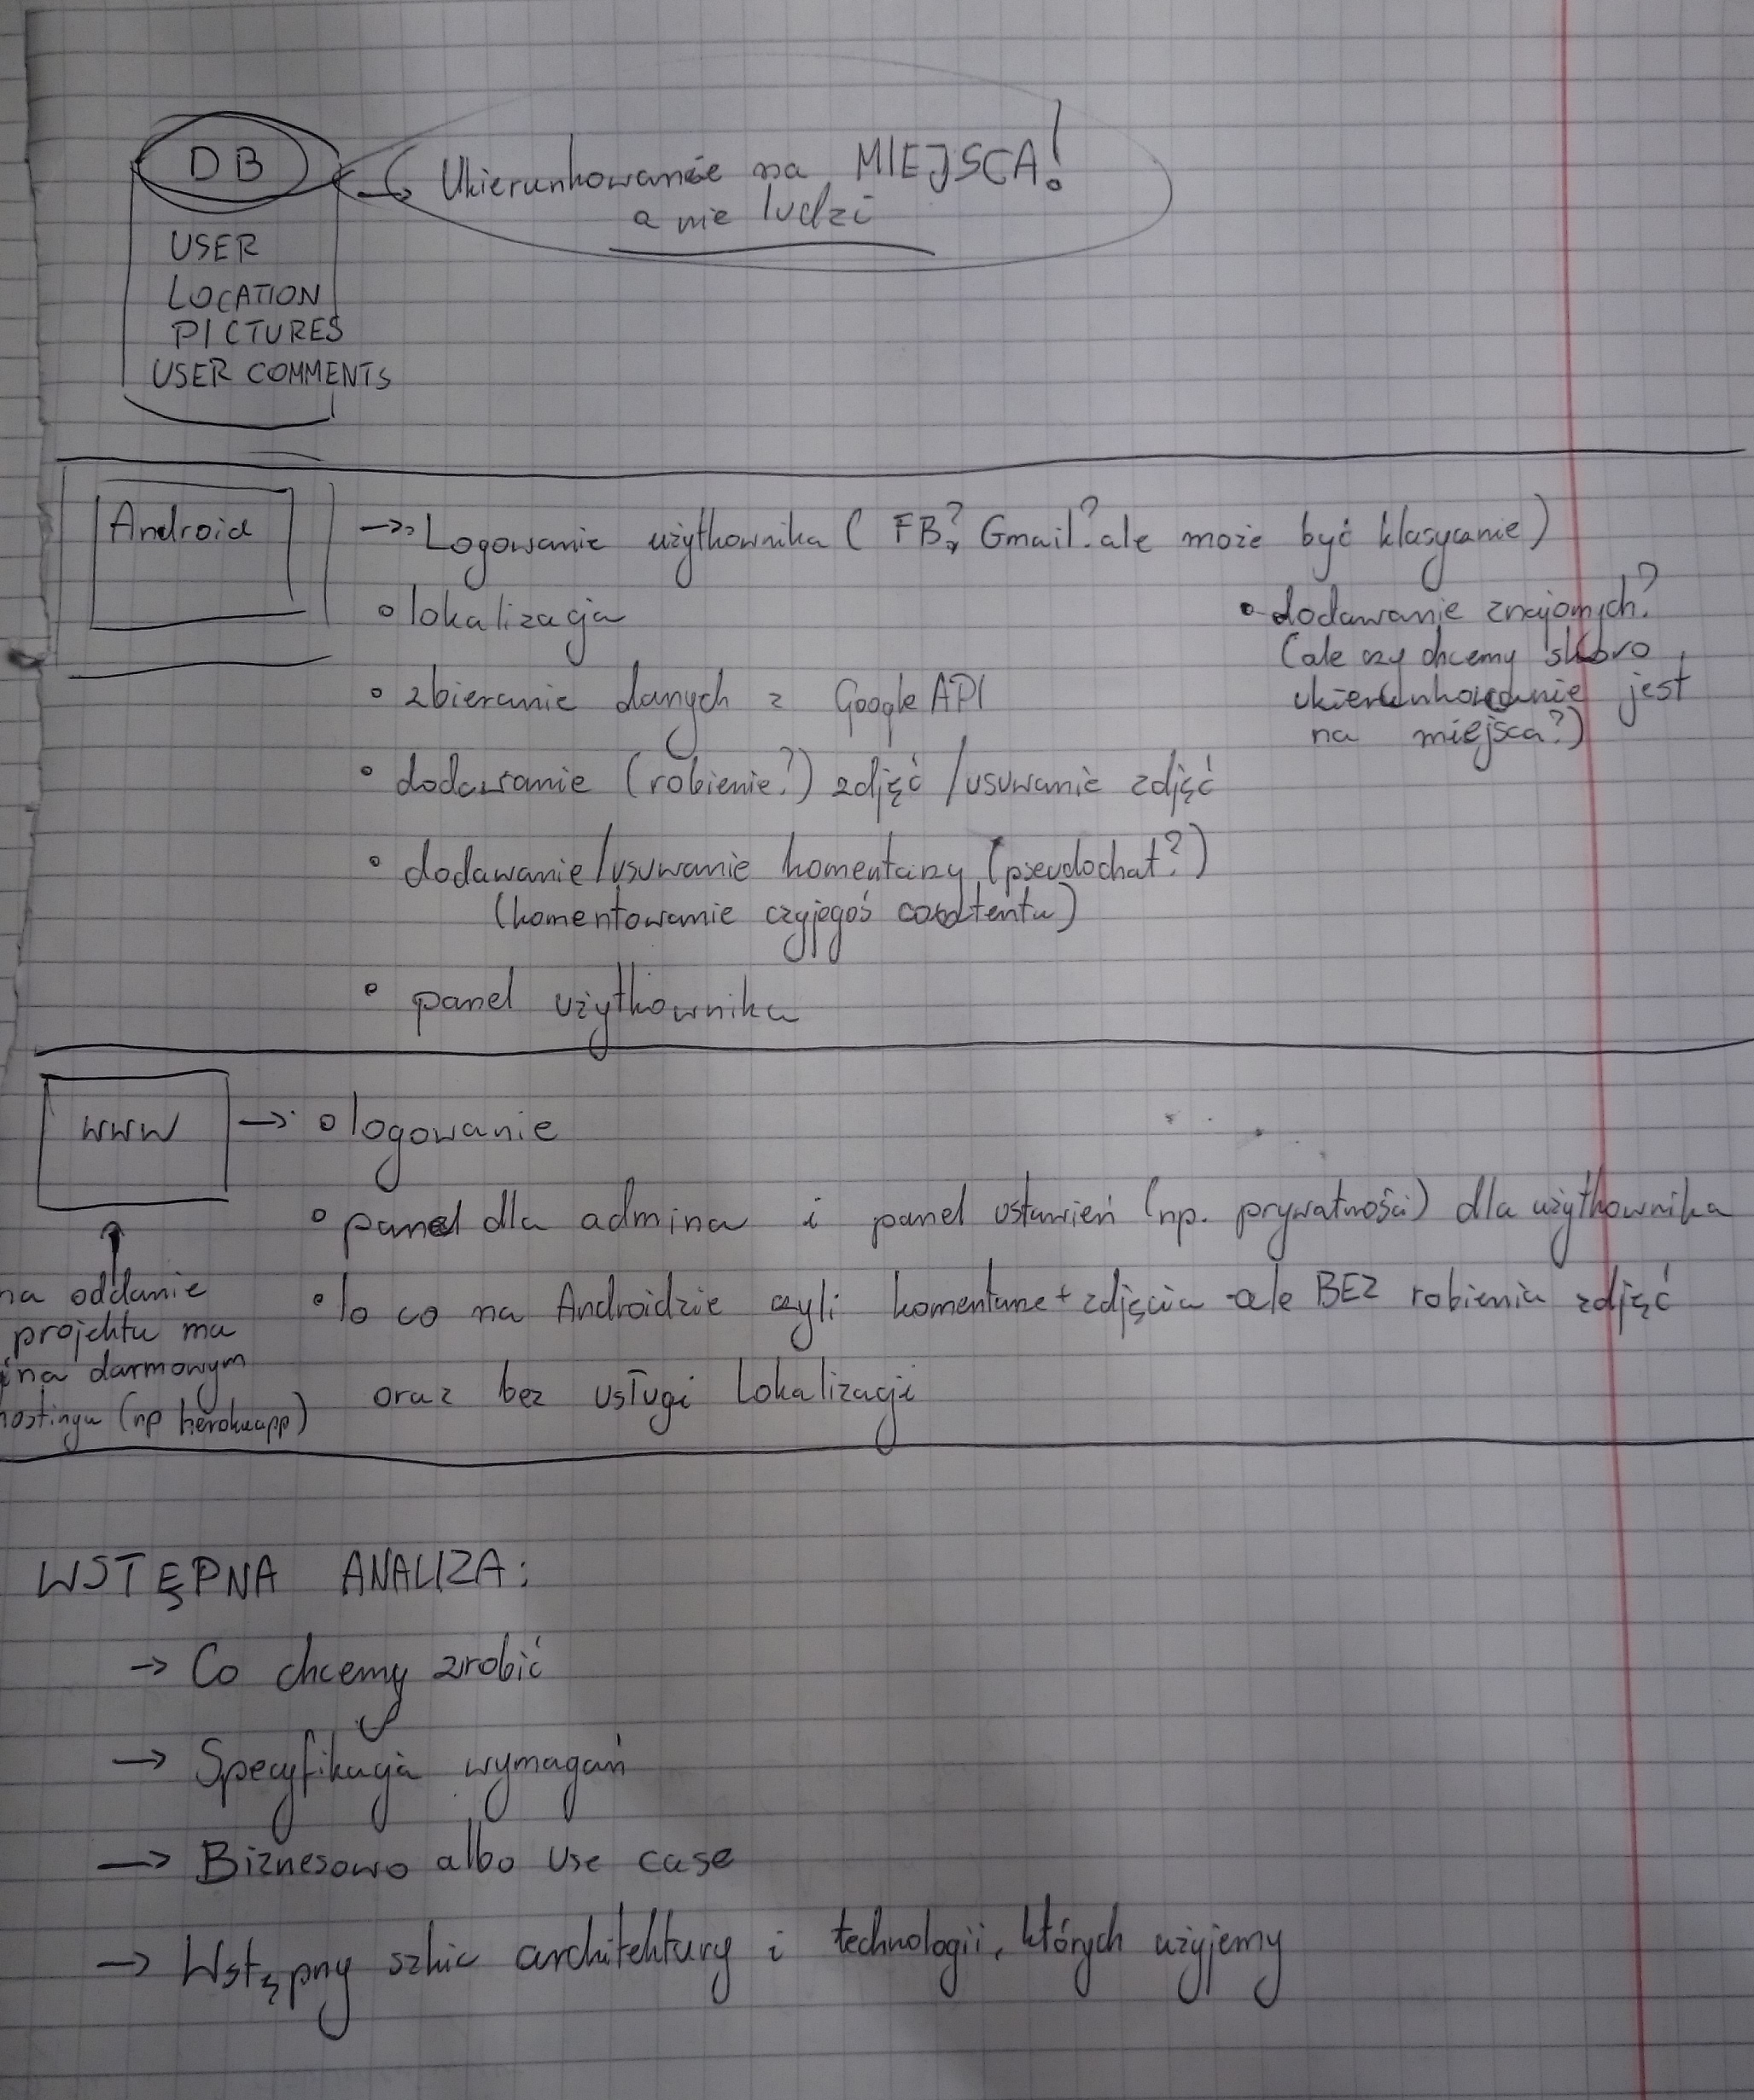 DB
Ukierunkowanie na MIEJSCA!
a nie ludzi
USER
LOCATION
PICTURES
USER COMMENTS
Android
→ Logowanie użytkownika ( FB? Gmail? ale może być klasycznie)
• lokalizacja
• dodawanie znajomych?
(ale czy chcemy skoro
ukierunkowanie jest
na miejsca?)
• zbieranie danych z Google API
• dodawanie (robienie?) zdjęć / usuwanie zdjęć
• dodawanie/usuwanie komentarzy (pseudochat?)
(komentowanie czyjegoś contentu)
• panel użytkownika
www → • logowanie
• panel dla admina i panel ustawień (np. prywatności) dla użytkownika
• to co na Androidzie czyli komentarze + zdjęcia ale BEZ robienia zdjęć
oraz bez usługi lokalizacji
na oddanie
projektu ma
na darmowym
hostingu (np herokuapp)
WSTĘPNA ANALIZA:
→ Co chcemy zrobić
→ Specyfikacja wymagań
→ Biznesowo albo use case
→ Wstępny szkic architektury i technologii, których użyjemy